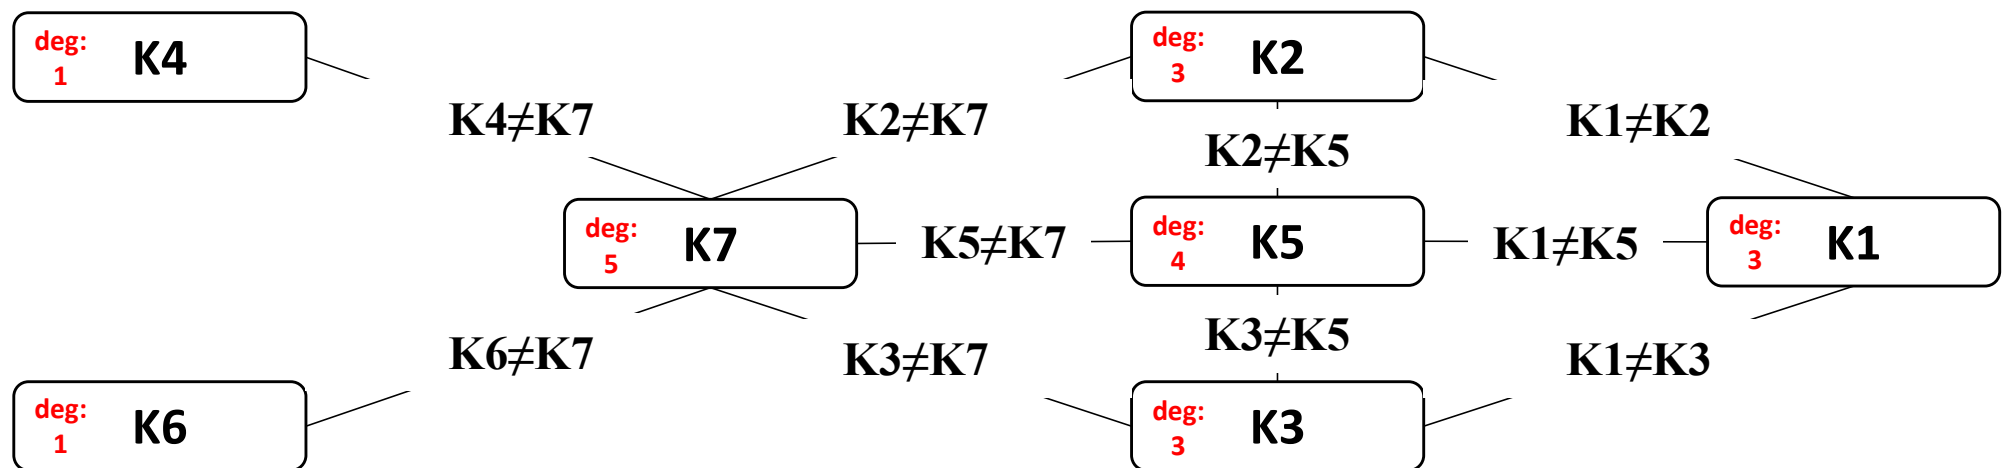 deg: 1 K4
deg: 3 K2
K4≠K7
K2≠K7
K1≠K2
K2≠K5
deg: 5 K7
K5≠K7
deg: 4 K5
K1≠K5
deg: 3 K1
K3≠K5
K6≠K7
K3≠K7
K1≠K3
deg: 1 K6
deg: 3 K3